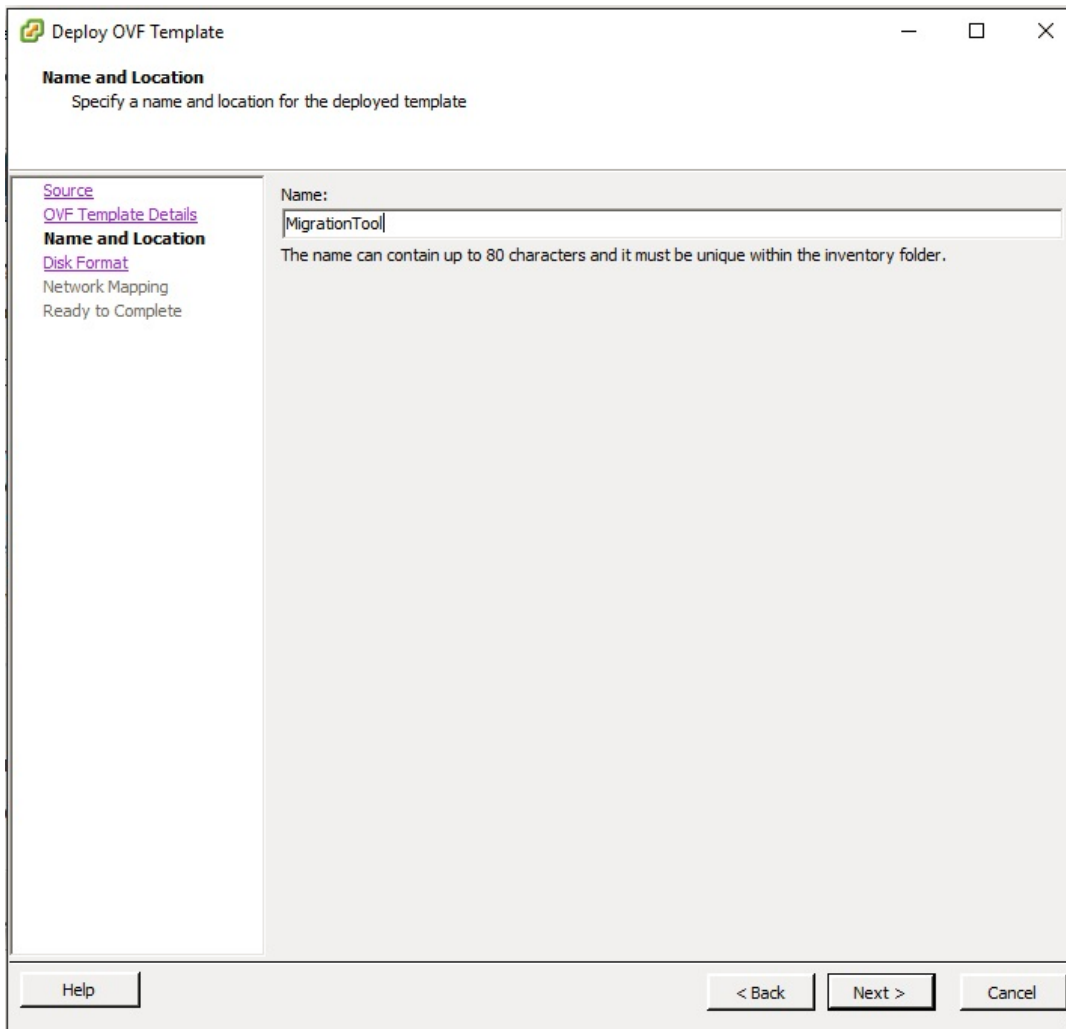 Deploy OVF Template
Name and Location
Specify a name and location for the deployed template
Source
OVF Template Details
Name and Location
Disk Format
Network Mapping
Ready to Complete
Name:
MigrationTool
The name can contain up to 80 characters and it must be unique within the inventory folder.
Help
< Back
Next >
Cancel